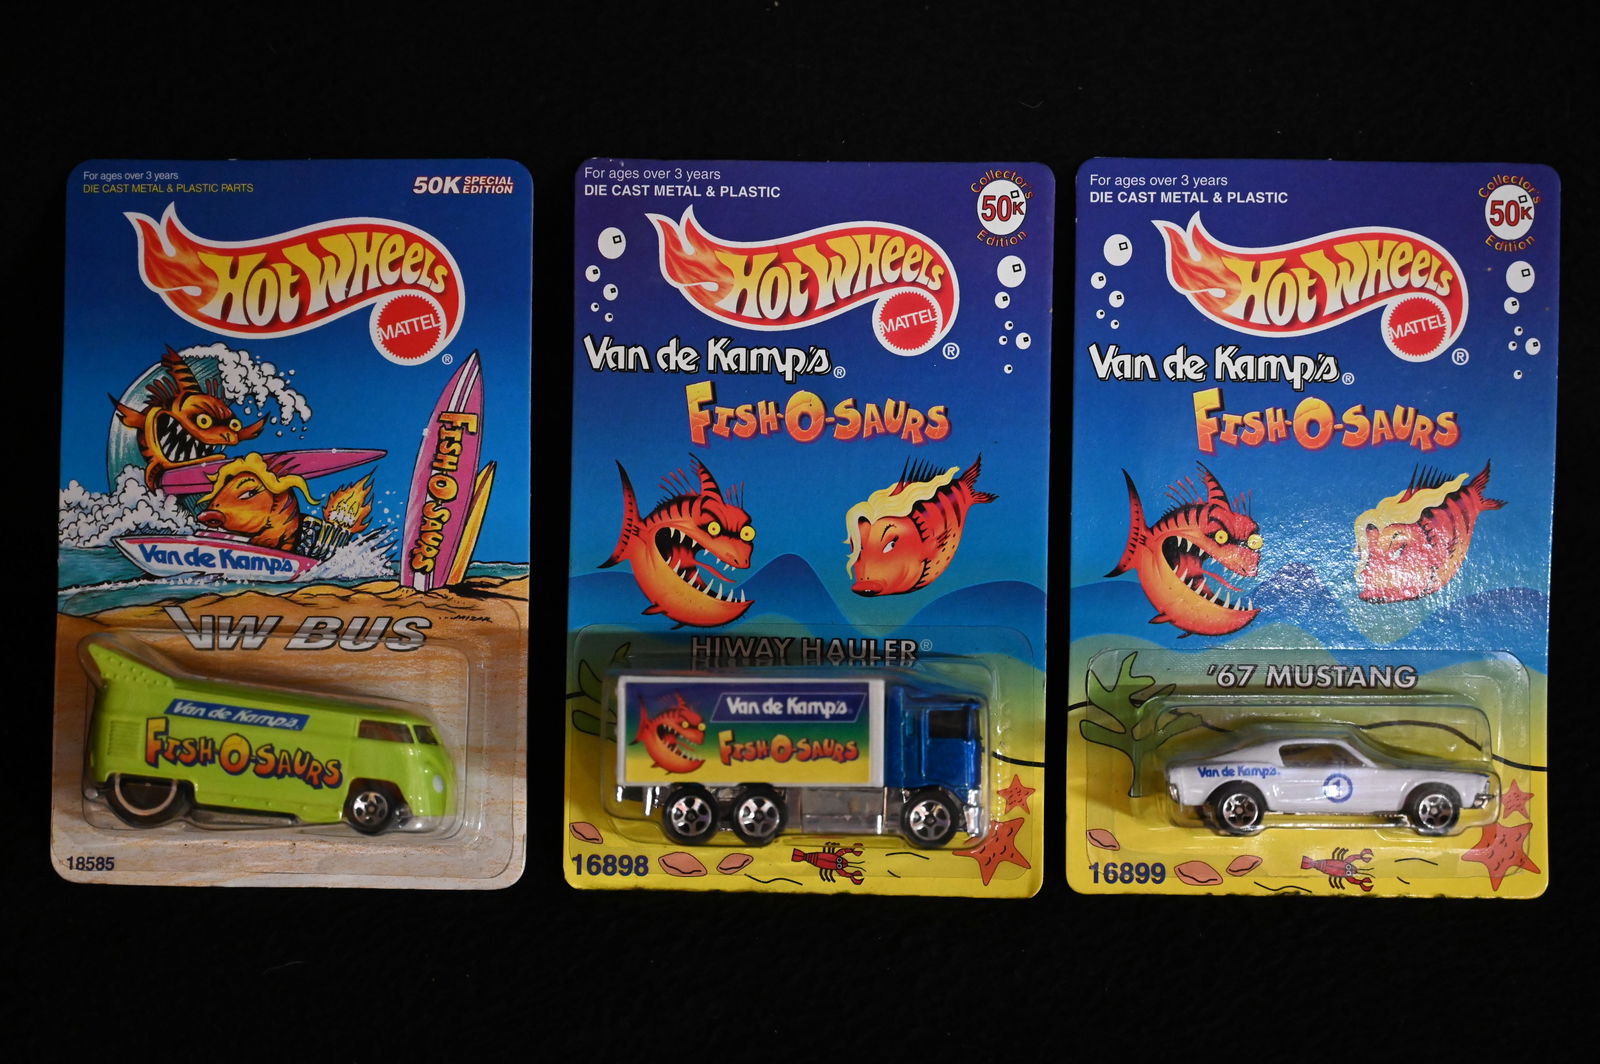 For ages over 3 years
DIE CAST METAL & PLASTIC PARTS
50K SPECIAL EDITION
HOT WHEELS
MATTEL
®
FISH-O-SAURS
Van de Kamp's
MIZAR
VW BUS
Van de Kamp's
FISH-O-SAURS
18585
For ages over 3 years
DIE CAST METAL & PLASTIC
Collector's
50K
Edition
HOT WHEELS
MATTEL
®
Van de Kamp's®
FISH-O-SAURS
HIWAY HAULER®
Van de Kamp's
FISH-O-SAURS
16898
For ages over 3 years
DIE CAST METAL & PLASTIC
Collector's
50K
Edition
HOT WHEELS
MATTEL
®
Van de Kamp's®
FISH-O-SAURS
'67 MUSTANG
Van de Kamp's
1
16899